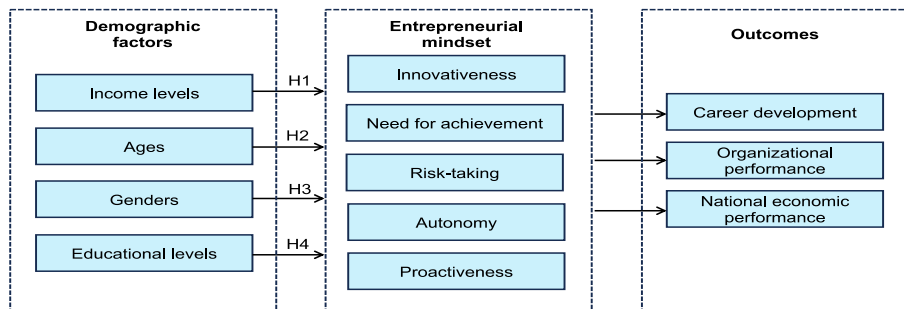 Demographic
factors
Income levels
Ages
Genders
Educational levels
H1
H2
H3
H4
Entrepreneurial
mindset
Innovativeness
Need for achievement
Risk-taking
Autonomy
Proactiveness
Outcomes
Career development
Organizational
performance
National economic
performance